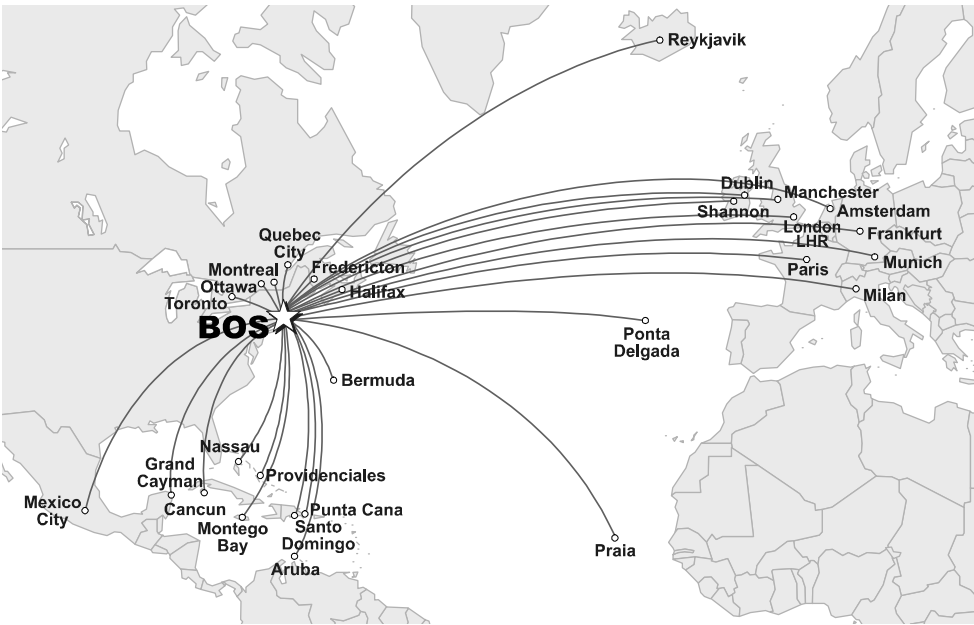 Reykjavik
Dublin
Manchester
Shannon
Amsterdam
London
LHR
Frankfurt
Quebec
City
Montreal
Fredericton
Ottawa
Halifax
Toronto
Paris
Munich
Milan
BOS
Ponta
Delgada
Bermuda
Nassau
Grand
Cayman
Providenciales
Mexico
City
Cancun
Punta Cana
Montego
Bay
Santo
Domingo
Aruba
Praia